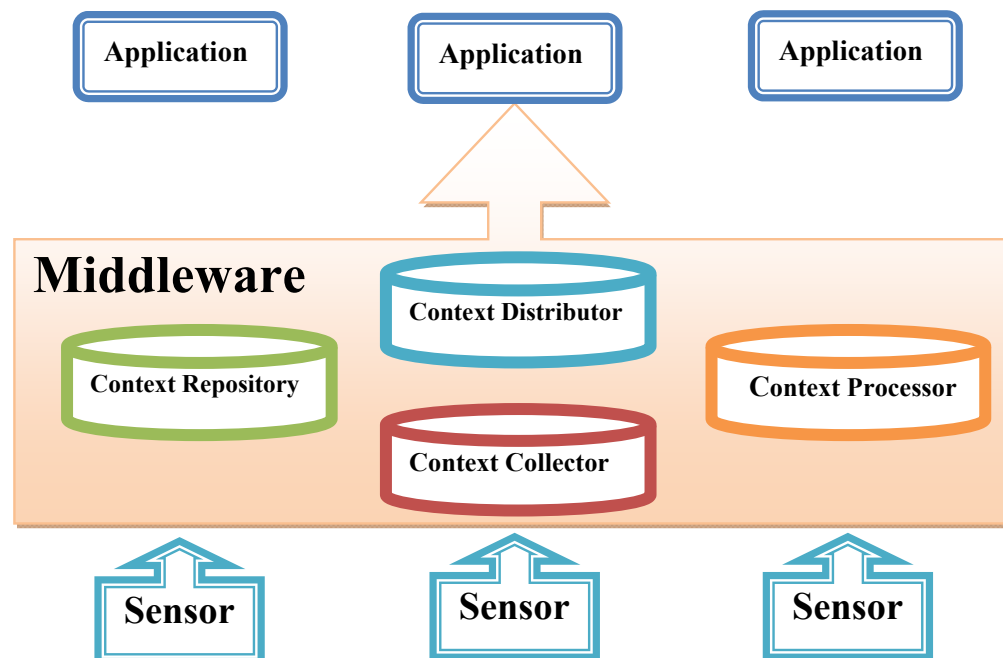 Application
Application
Application
Middleware
Context Distributor
Context Repository
Context Processor
Context Collector
Sensor
Sensor
Sensor